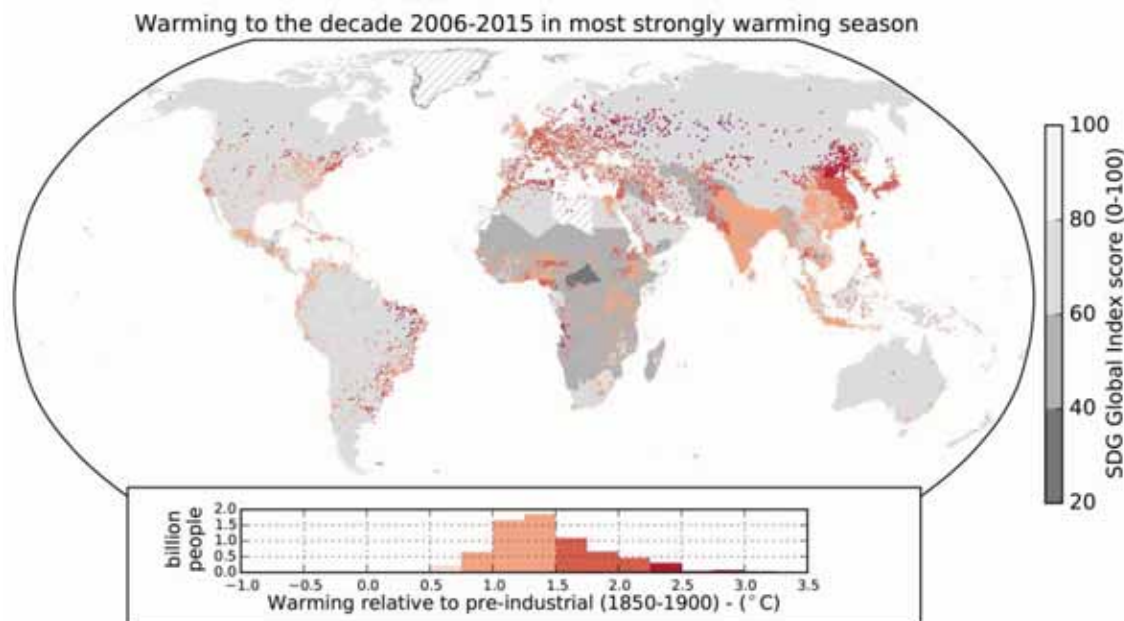 Warming to the decade 2006-2015 in most strongly warming season
100
80
60
40
20
SDG Global Index score (0-100)
billion
people
2.0
1.5
1.0
0.5
0.0
−1.0 −0.5 0.0 0.5 1.0 1.5 2.0 2.5 3.0 3.5
Warming relative to pre-industrial (1850-1900) - (°C)